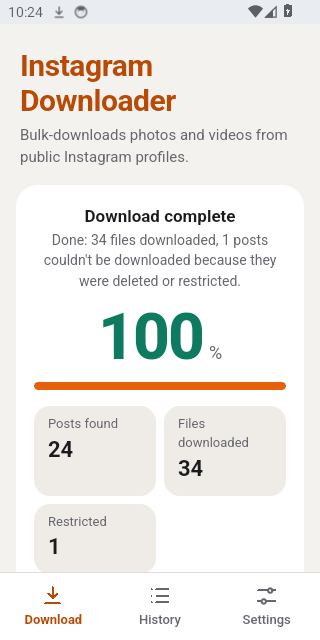 10:24
Instagram
Downloader
Bulk-downloads photos and videos from
public Instagram profiles.
Download complete
Done: 34 files downloaded, 1 posts
couldn't be downloaded because they
were deleted or restricted.
100 %
Posts found
24
Files
downloaded
34
Restricted
1
Download
History
Settings